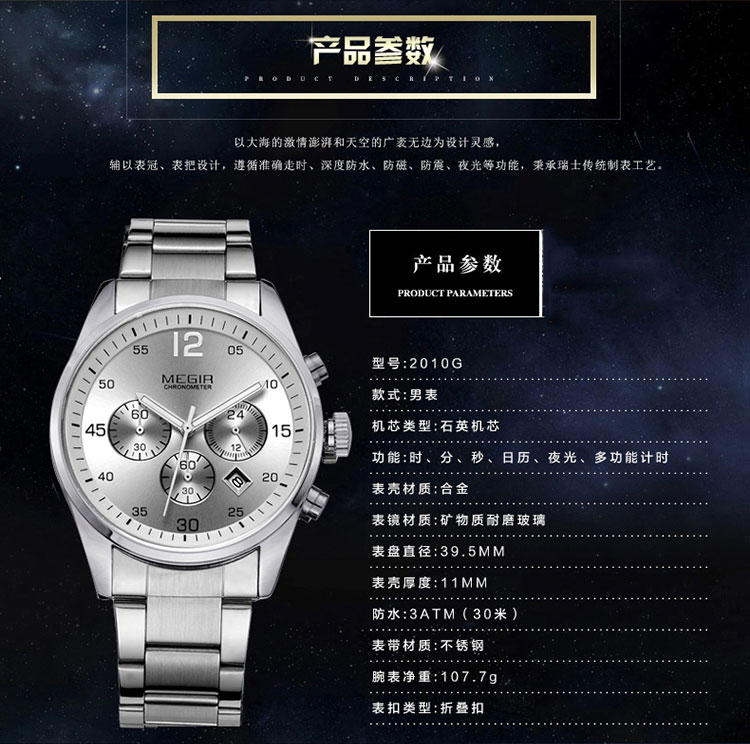 产品参数
PRODUCT DESCRIPTION
以大海的激情澎湃和天空的广袤无边为设计灵感，
辅以表冠、表把设计，遵循准确走时、深度防水、防磁、防震、夜光等功能，秉承瑞士传统制表工艺。
产品参数
PRODUCT PARAMETERS
型号:2010G
款式:男表
机芯类型:石英机芯
功能:时、分、秒、日历、夜光、多功能计时
表壳材质:合金
表镜材质:矿物质耐磨玻璃
表盘直径:39.5MM
表壳厚度:11MM
防水:3ATM（30米）
表带材质:不锈钢
腕表净重:107.7g
表扣类型:折叠扣
55 12 05
50 MEGIR 10
CHRONOMETER
60 24
45 15
30 12
60
40 30 8 20
35 30 25